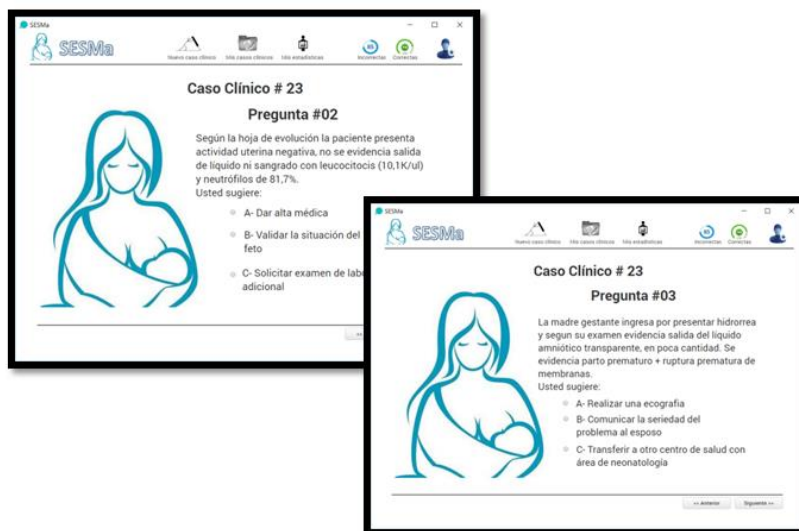 SESMa
SESMa
Nuevo caso clínico
Mis casos clínicos
Mis estadísticas
Incorrectas
Correctas
Caso Clínico # 23
Pregunta #02
Según la hoja de evolución la paciente presenta
actividad uterina negativa, no se evidencia salida
de líquido ni sangrado con leucocitocis (10,1K/ul)
y neutrófilos de 81,7%.
Usted sugiere:
A- Dar alta médica
B- Validar la situación del
feto
C- Solicitar examen de labo
adicional
<<
SESMa
SESMa
Nuevo caso clínico
Mis casos clínicos
Mis estadísticas
Incorrectas
Correctas
Caso Clínico # 23
Pregunta #03
La madre gestante ingresa por presentar hidrorrea
y segun su examen evidencia salida del líquido
amniótico transparente, en poca cantidad. Se
evidencia parto prematuro + ruptura prematura de
membranas.
Usted sugiere:
A- Realizar una ecografia
B- Comunicar la seriedad del
problema al esposo
C- Transferir a otro centro de salud con
área de neonatología
<< Anterior
Siguiente >>